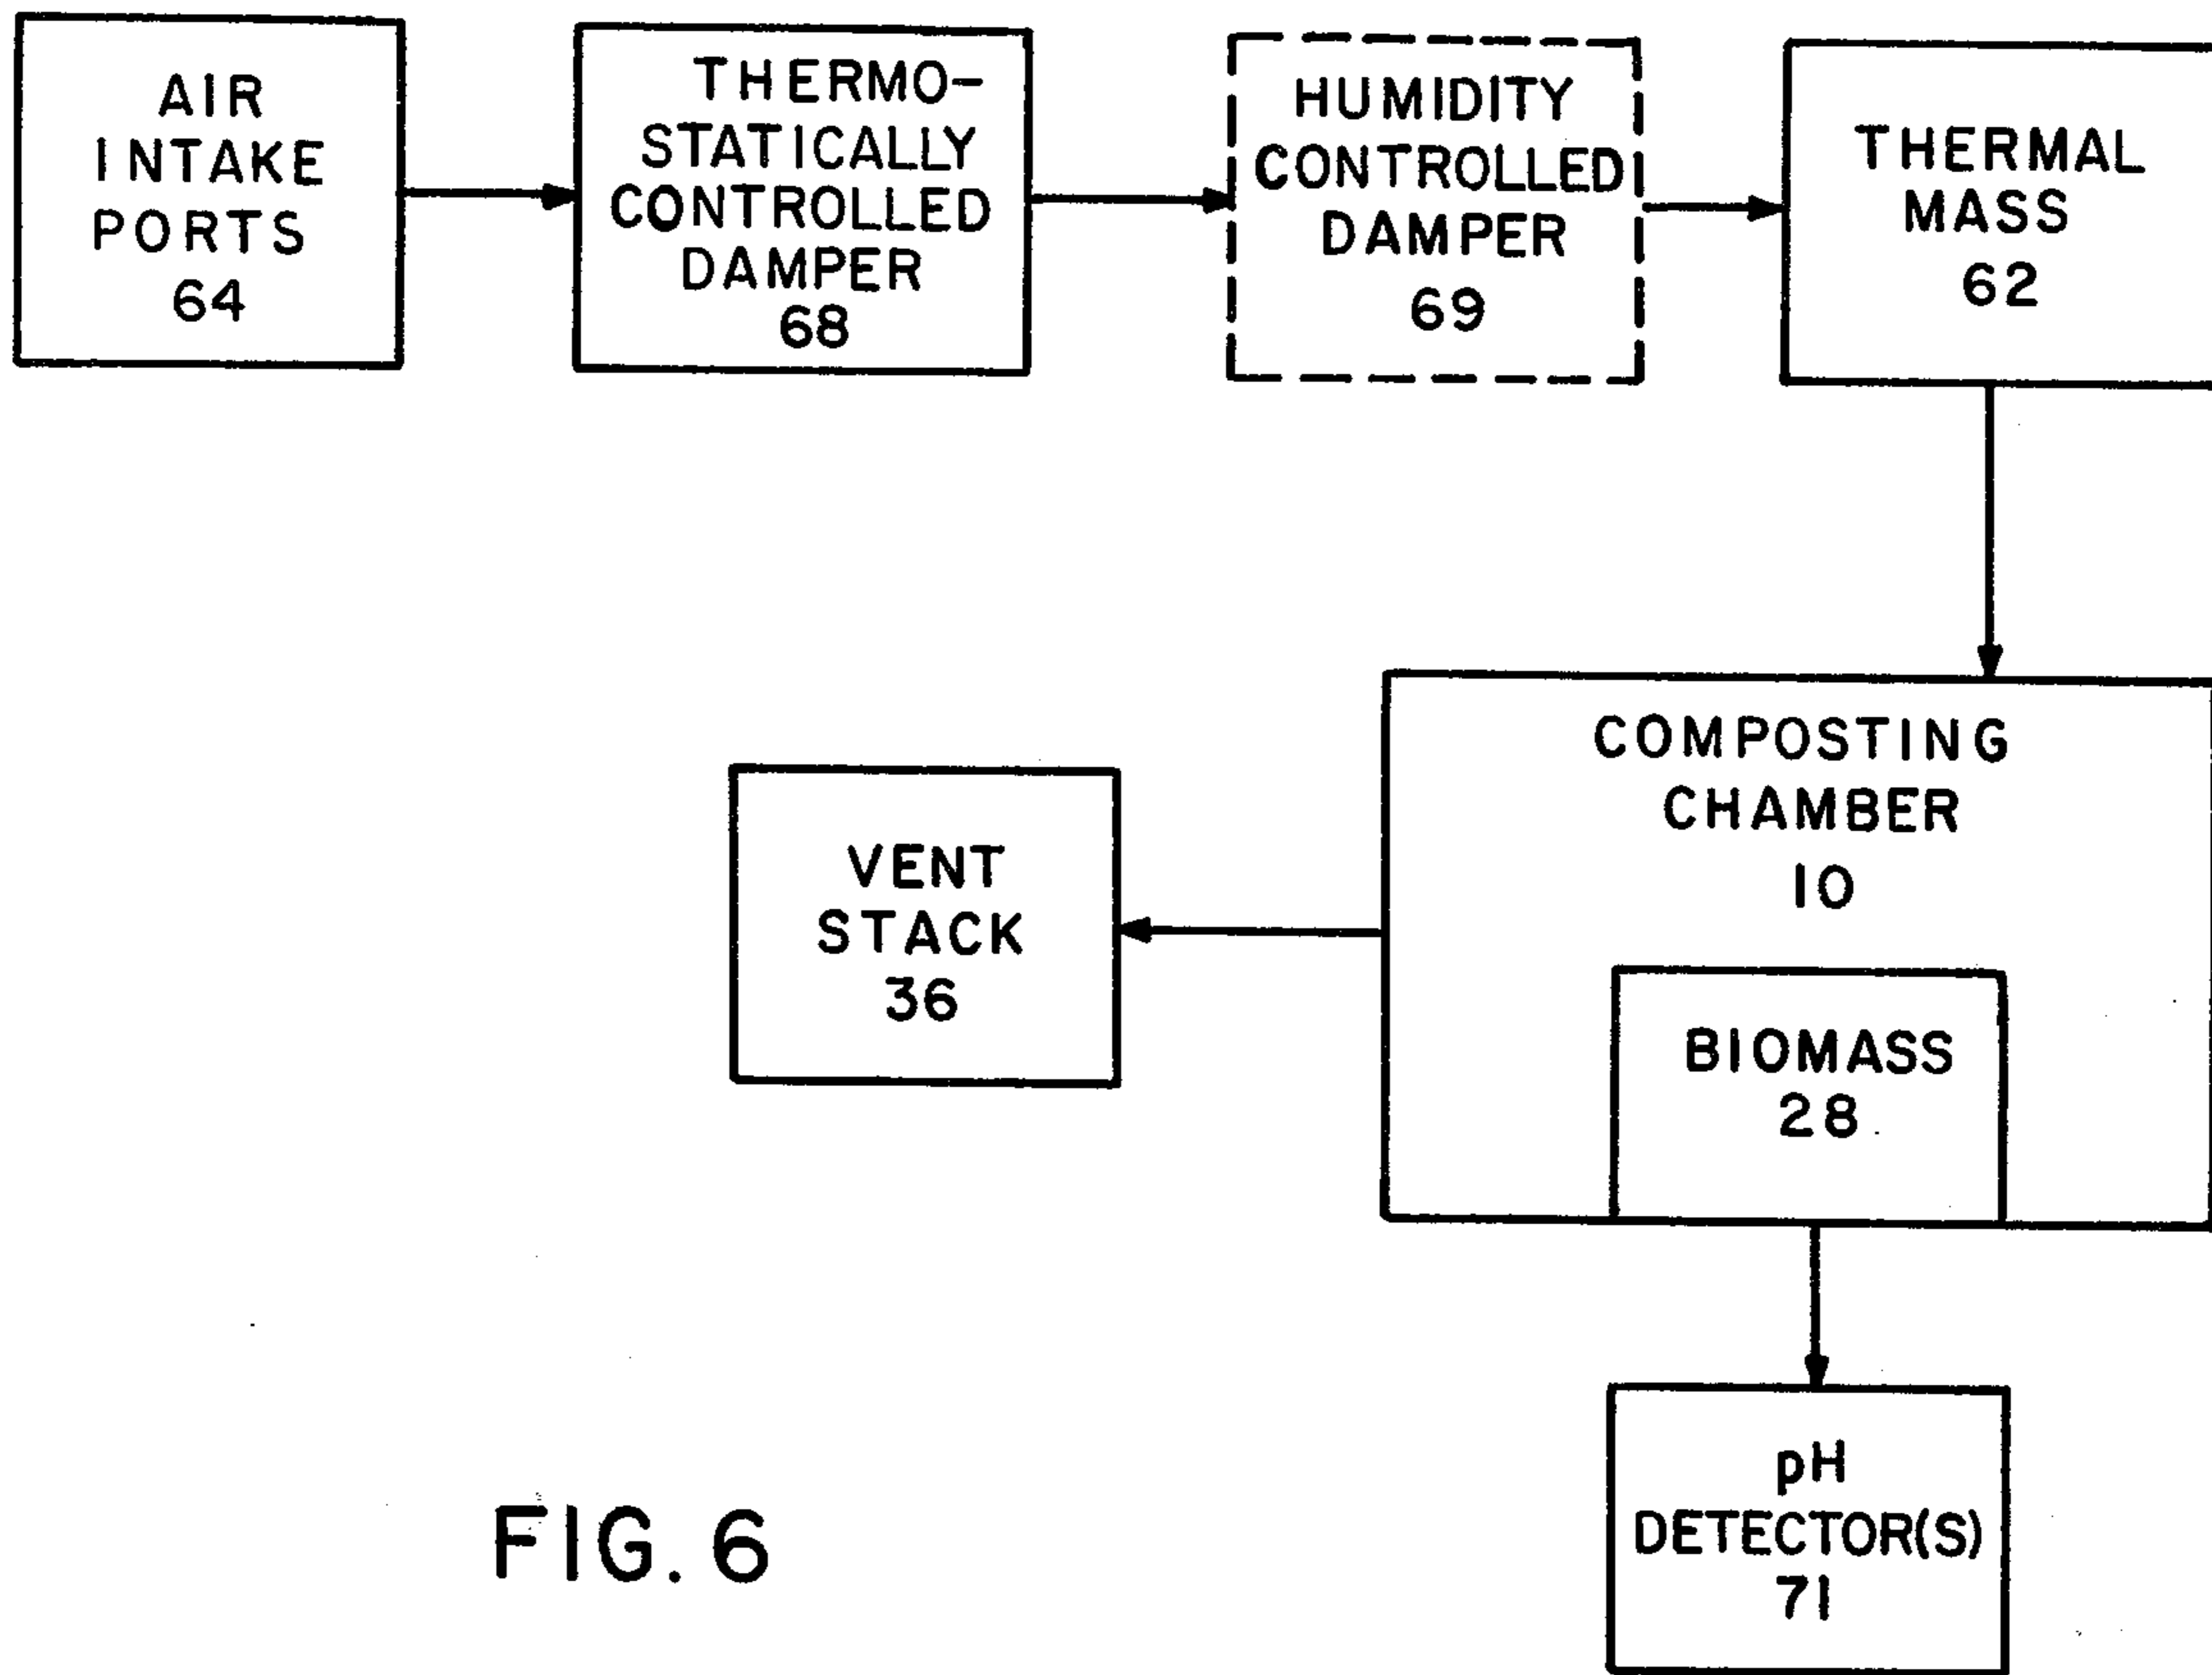 AIR
INTAKE
PORTS
64
THERMO-
STATICALLY
CONTROLLED
DAMPER
68
HUMIDITY
CONTROLLED
DAMPER
69
THERMAL
MASS
62
COMPOSTING
CHAMBER
10
VENT
STACK
36
BIOMASS
28
pH
DETECTOR(S)
71
FIG. 6